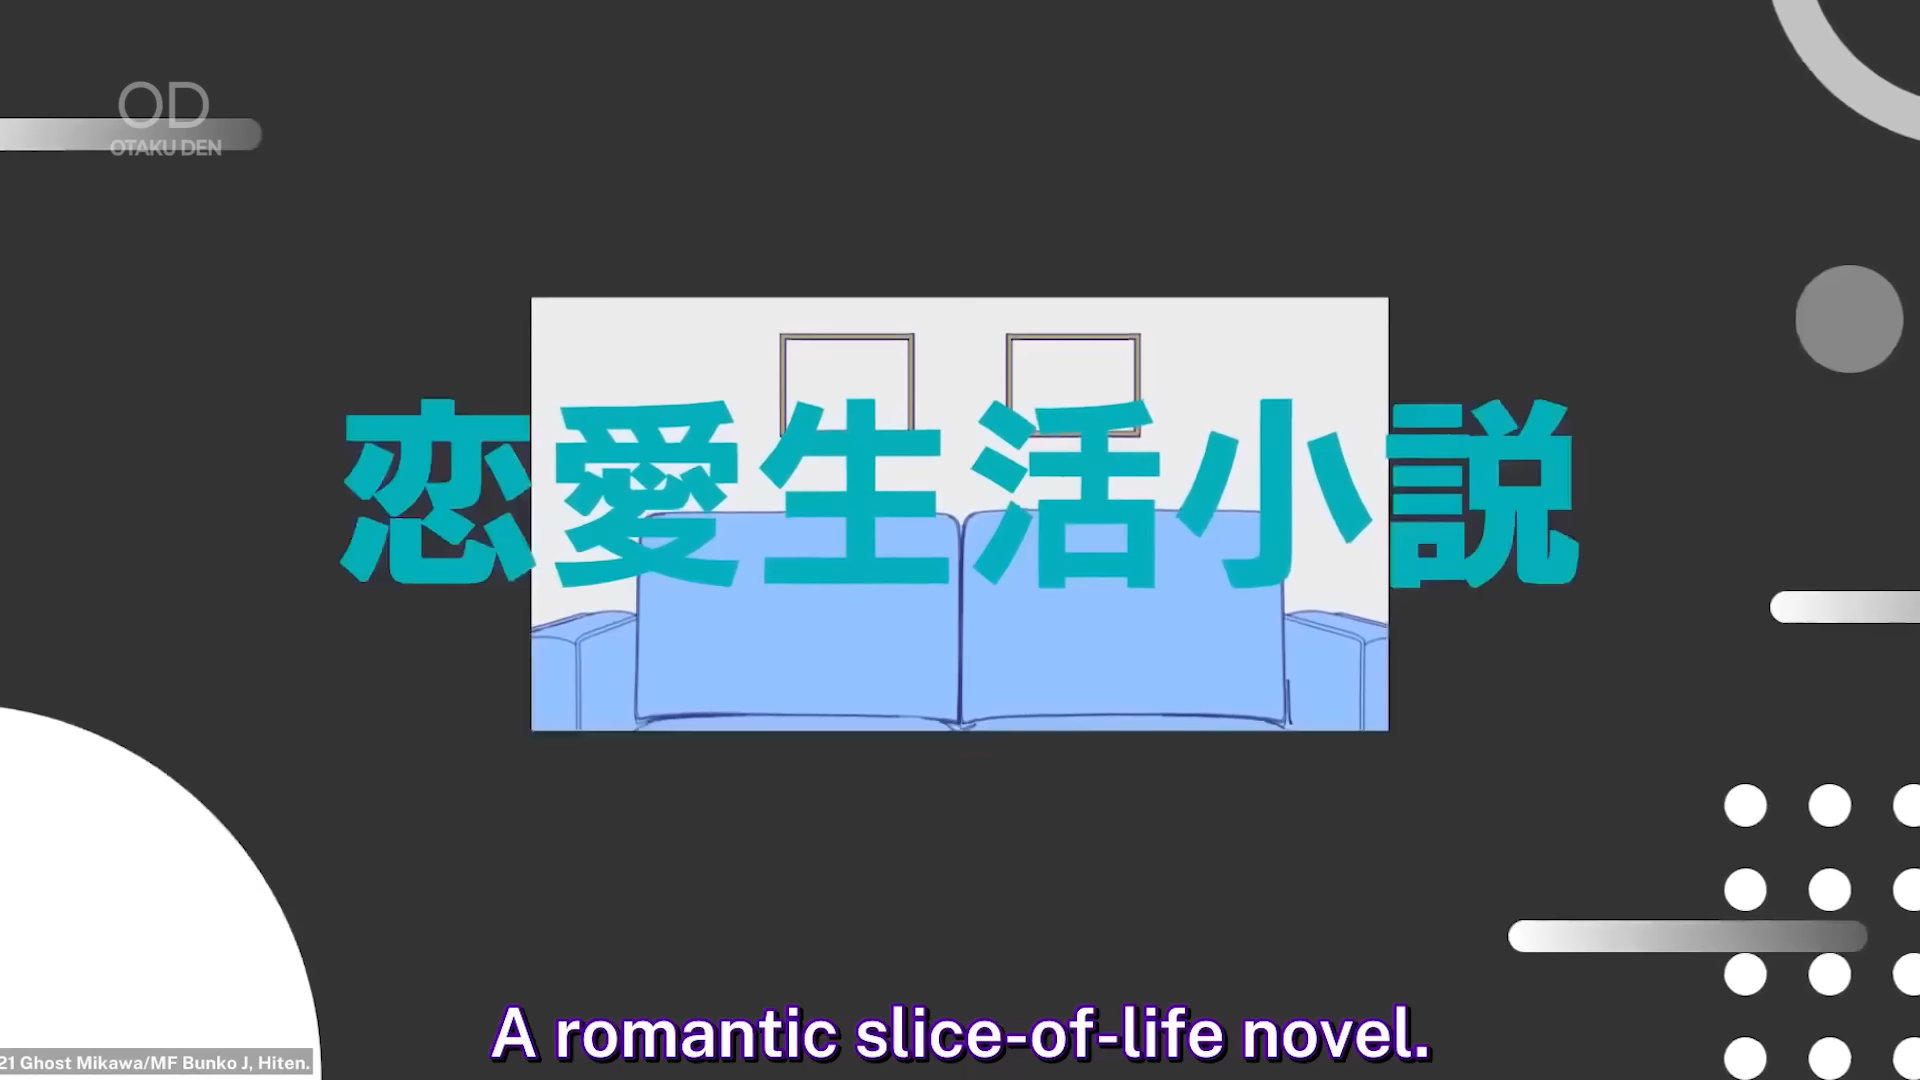 OD
OTAKU DEN
恋愛生活小説
A romantic slice-of-life novel.
21 Ghost Mikawa/MF Bunko J, Hiten.